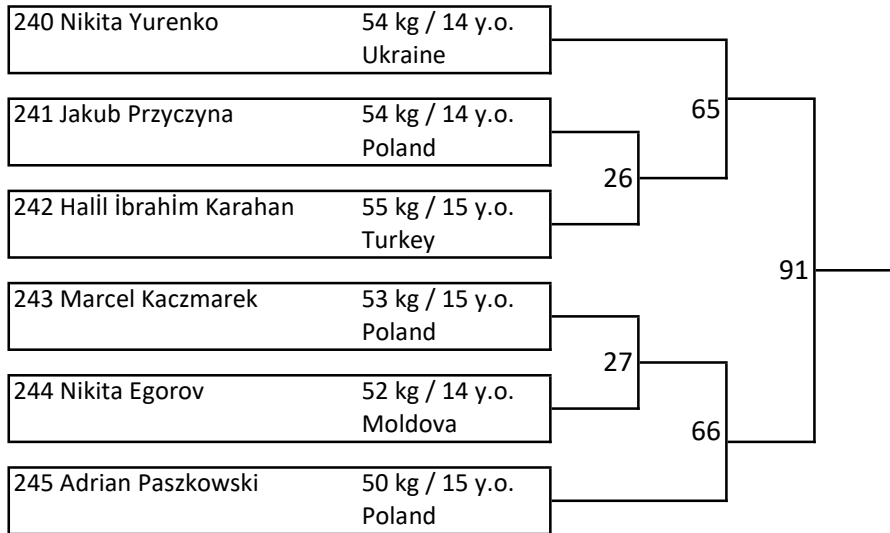 240 Nikita Yurenko 54 kg / 14 y.o.
Ukraine
241 Jakub Przyczyna 54 kg / 14 y.o.
Poland
65
26
242 Halİl İbrahİm Karahan 55 kg / 15 y.o.
Turkey
91
243 Marcel Kaczmarek 53 kg / 15 y.o.
Poland
27
244 Nikita Egorov 52 kg / 14 y.o.
Moldova
66
245 Adrian Paszkowski 50 kg / 15 y.o.
Poland